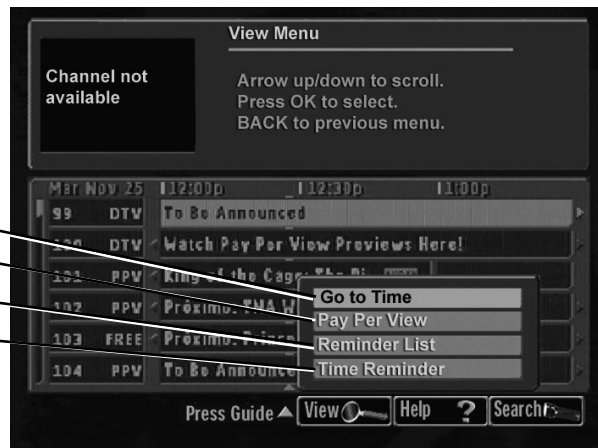 View Menu
Channel not
available
Arrow up/down to scroll.
Press OK to select.
BACK to previous menu.
Nov 25 12:00p 12:30p 1:00p
99 DTV To Be Announced
100 DTV Watch Pay Per View Previews Here!
101 PPV King of the Cage: The
102 PPV Próximo: TNA W
103 FREE Próximo:
104 PPV To Be Announce
Go to Time
Pay Per View
Reminder List
Time Reminder
Press Guide View Help ? Search